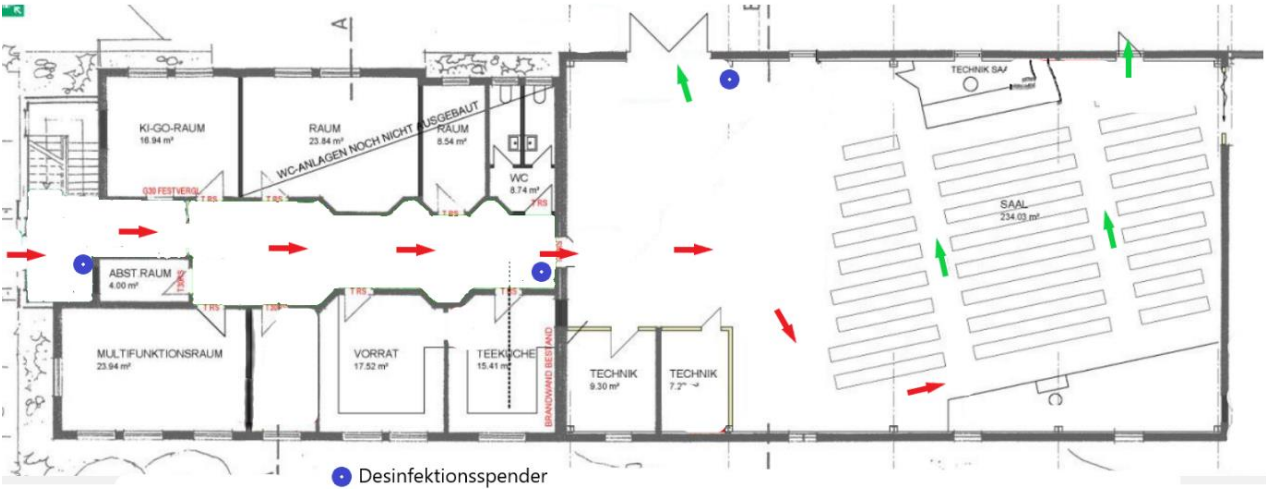 A
TECHNIK SAA
KI-GO-RAUM
16.94 m²
RAUM
23.84 m²
RAUM
8.54 m²
WC-ANLAGEN NOCH NICHT AUSGEBAUT
WC
8.74 m²
G30 FESTVERGL
T RS
T RS
T RS
T RS
SAAL
234.03 m²
ABST.RAUM
4.00 m²
T30RS
T RS
T30
T RS
T RS
MULTIFUNKTIONSRAUM
23.94 m²
VORRAT
17.52 m²
TEEKÜCHE
15.41 m²
BRANDWAND BESTAND
TECHNIK
9.30 m²
TECHNIK
Desinfektionsspender